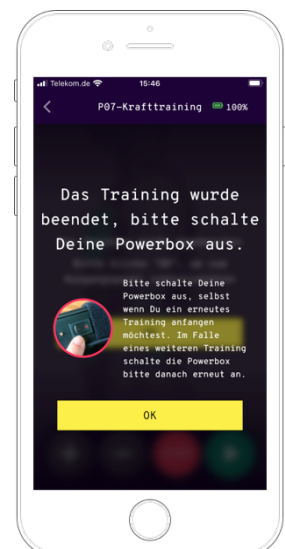 Telekom.de 15:46
P07-Krafttraining 100%
Das Training wurde
beendet, bitte schalte
Deine Powerbox aus.
Bitte schalte Deine
Powerbox aus, selbst
wenn Du ein erneutes
Training anfangen
möchtest. Im Falle
eines weiteren Training
schalte die Powerbox
bitte danach erneut an.
OK